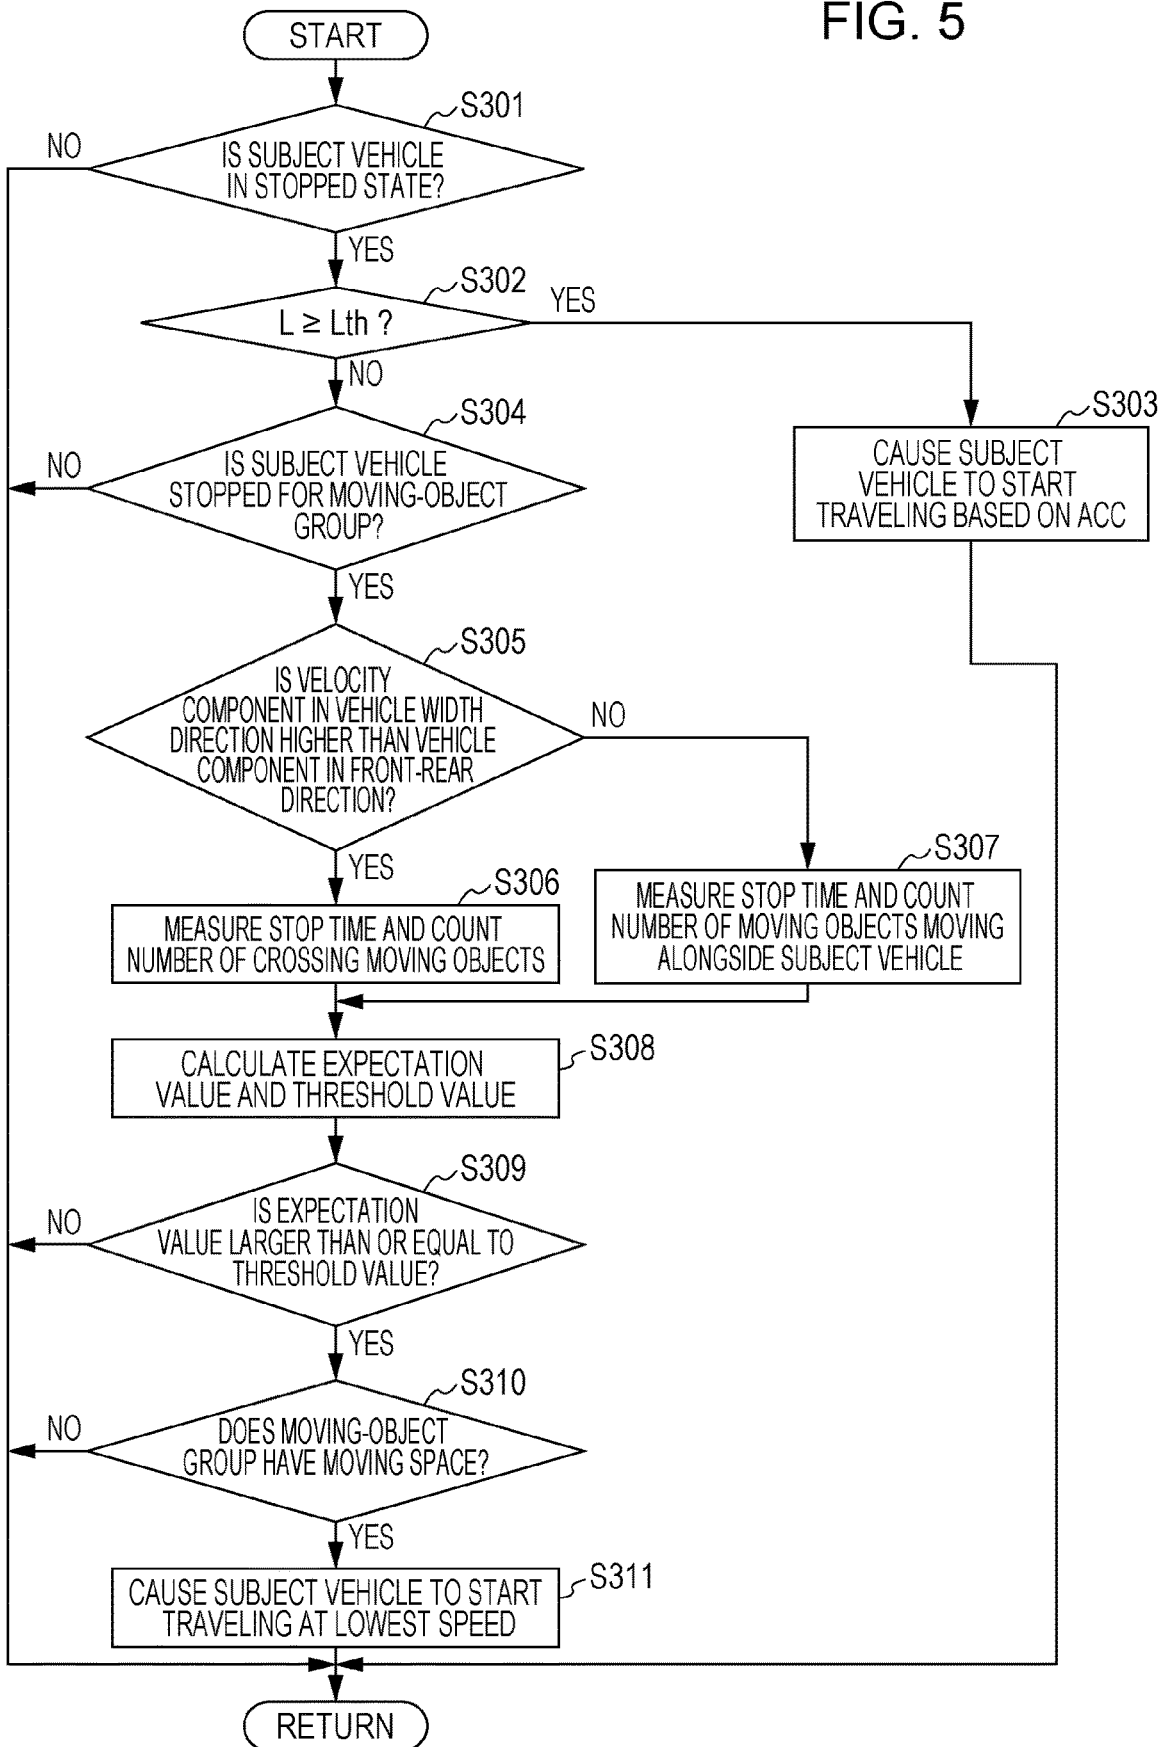 FIG. 5
START
S301
NO
IS SUBJECT VEHICLE
IN STOPPED STATE?
YES
S302
YES
L ≥ Lth ?
NO
S304
S303
NO
IS SUBJECT VEHICLE
STOPPED FOR MOVING-OBJECT
GROUP?
CAUSE SUBJECT
VEHICLE TO START
TRAVELING BASED ON ACC
YES
S305
IS VELOCITY
COMPONENT IN VEHICLE WIDTH
DIRECTION HIGHER THAN VEHICLE
COMPONENT IN FRONT-REAR
DIRECTION?
NO
YES
S306
MEASURE STOP TIME AND COUNT
NUMBER OF CROSSING MOVING OBJECTS
S307
MEASURE STOP TIME AND COUNT
NUMBER OF MOVING OBJECTS MOVING
ALONGSIDE SUBJECT VEHICLE
S308
CALCULATE EXPECTATION
VALUE AND THRESHOLD VALUE
S309
NO
IS EXPECTATION
VALUE LARGER THAN OR EQUAL TO
THRESHOLD VALUE?
YES
S310
NO
DOES MOVING-OBJECT
GROUP HAVE MOVING SPACE?
YES
S311
CAUSE SUBJECT VEHICLE TO START
TRAVELING AT LOWEST SPEED
RETURN